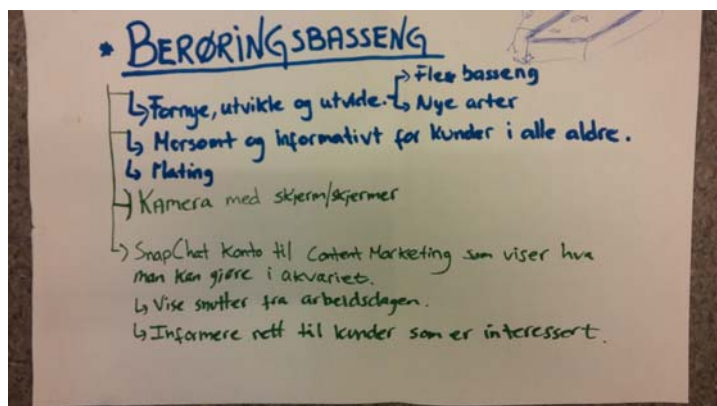 * BERØRINGSBASSENG
↳ Fornye, utvikle og utvide. → Flere basseng
↳ Nye arter
↳ Morsomt og informativt for kunder i alle aldre.
↳ Mating
→ Kamera med skjerm/skjermer
↳ SnapChat konto til Content Marketing som viser hva
man kan gjøre i akvariet.
↳ Vise snutter fra arbeidsdagen.
↳ Informere rett til kunder som er interessert.